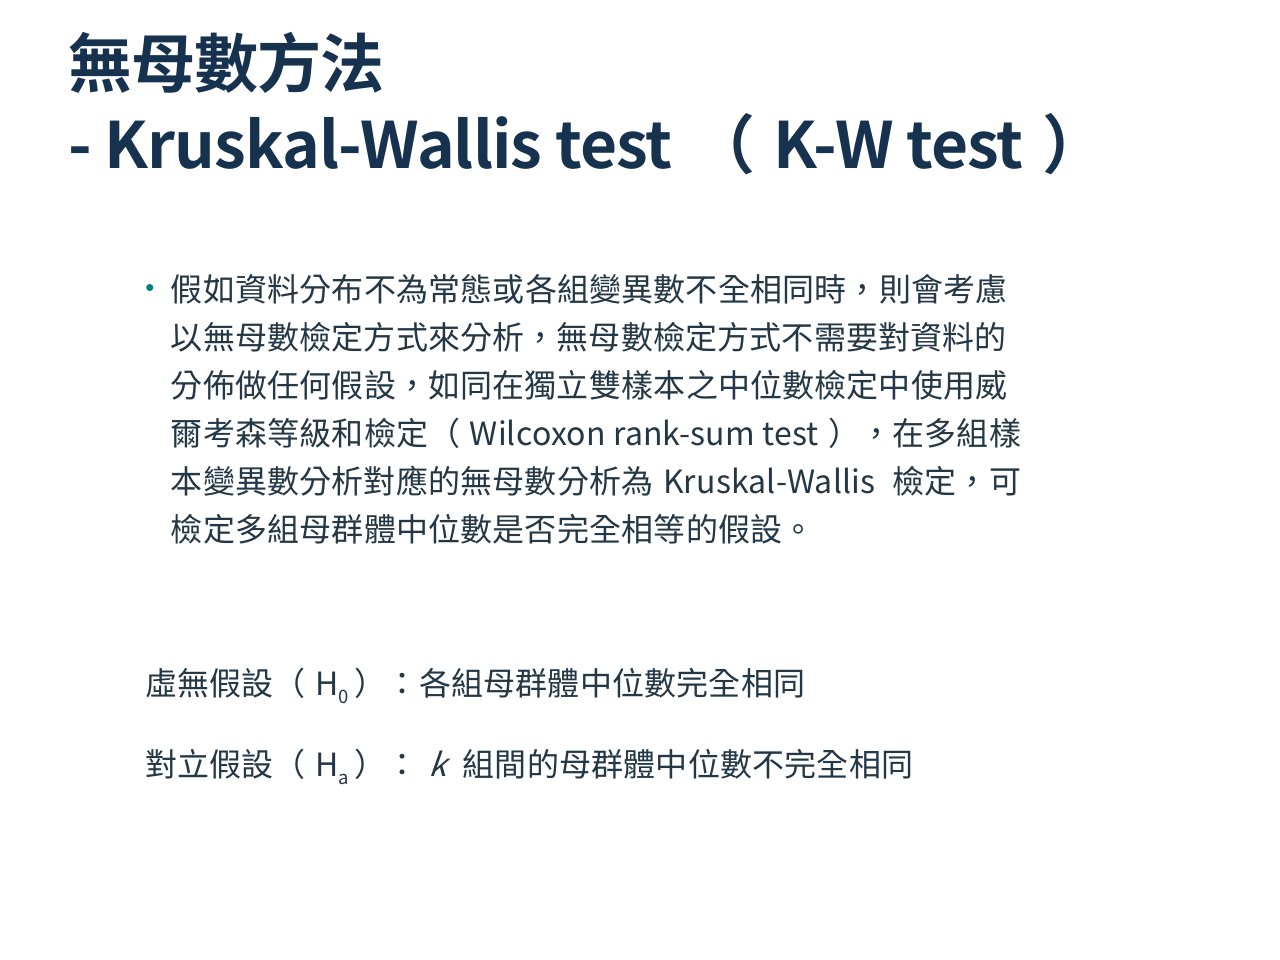 無母數方法
- Kruskal-Wallis test （ K-W test ）
• 假如資料分布不為常態或各組變異數不全相同時，則會考慮
以無母數檢定方式來分析，無母數檢定方式不需要對資料的
分佈做任何假設，如同在獨立雙樣本之中位數檢定中使用威
爾考森等級和檢定（ Wilcoxon rank-sum test ），在多組樣
本變異數分析對應的無母數分析為 Kruskal-Wallis 檢定，可
檢定多組母群體中位數是否完全相等的假設。
虛無假設（ H0 ）：各組母群體中位數完全相同
對立假設（ Ha ）： k 組間的母群體中位數不完全相同